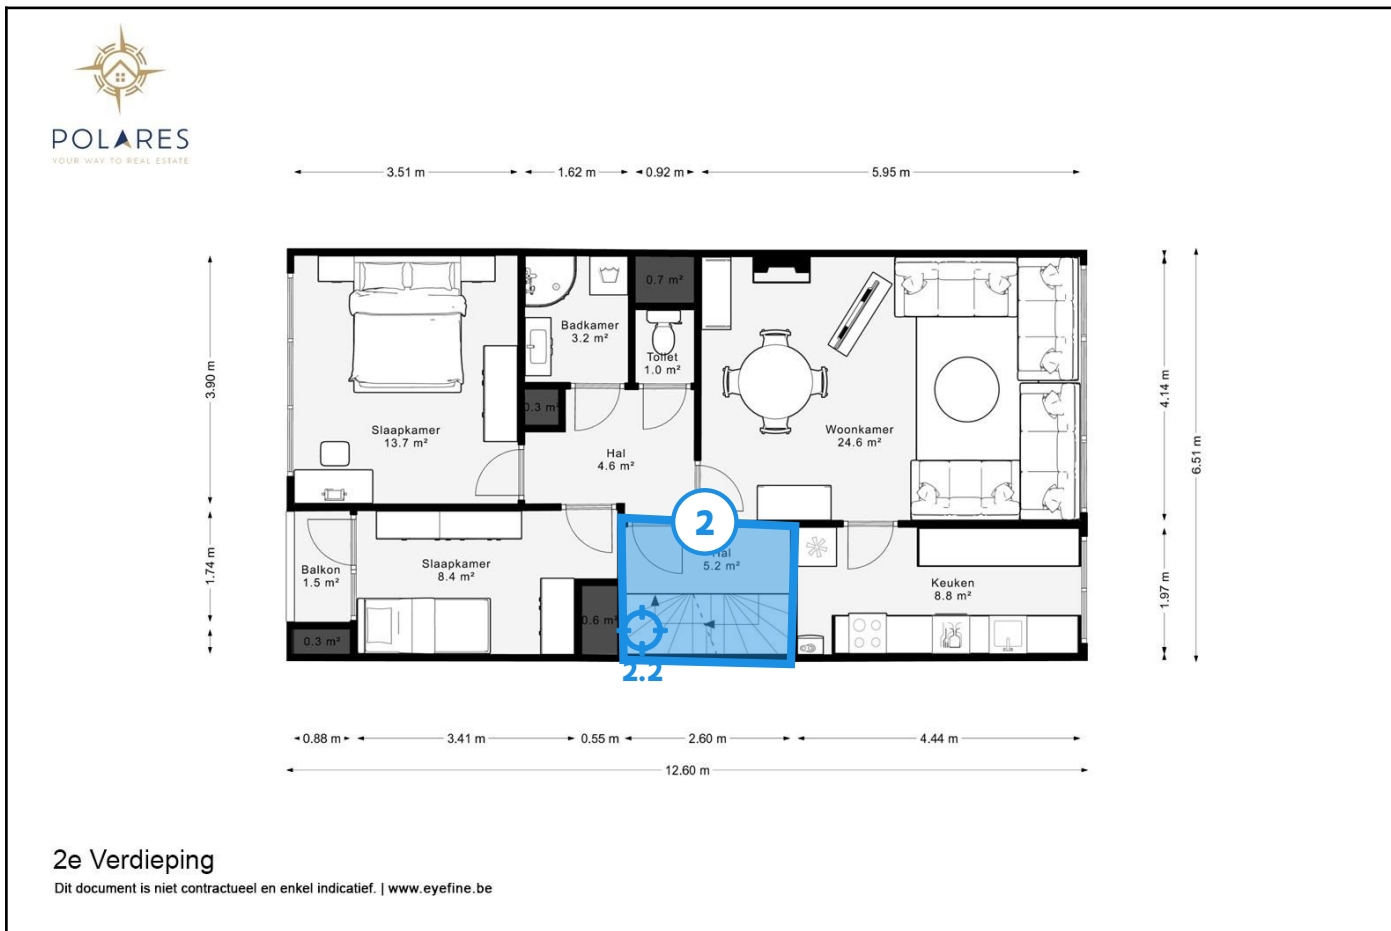 POLARES
YOUR WAY TO REAL ESTATE
3.51 m
1.62 m
0.92 m
5.95 m
3.90 m
1.74 m
4.14 m
1.97 m
6.51 m
0.7 m²
Badkamer
3.2 m²
Toilet
1.0 m²
0.3 m²
Slaapkamer
13.7 m²
Woonkamer
24.6 m²
Hal
4.6 m²
2
Hal
5.2 m²
Balkon
1.5 m²
Slaapkamer
8.4 m²
Keuken
8.8 m²
0.6 m²
0.3 m²
2.2
0.88 m
3.41 m
0.55 m
2.60 m
4.44 m
12.60 m
2e Verdieping
Dit document is niet contractueel en enkel indicatief. | www.eyefine.be